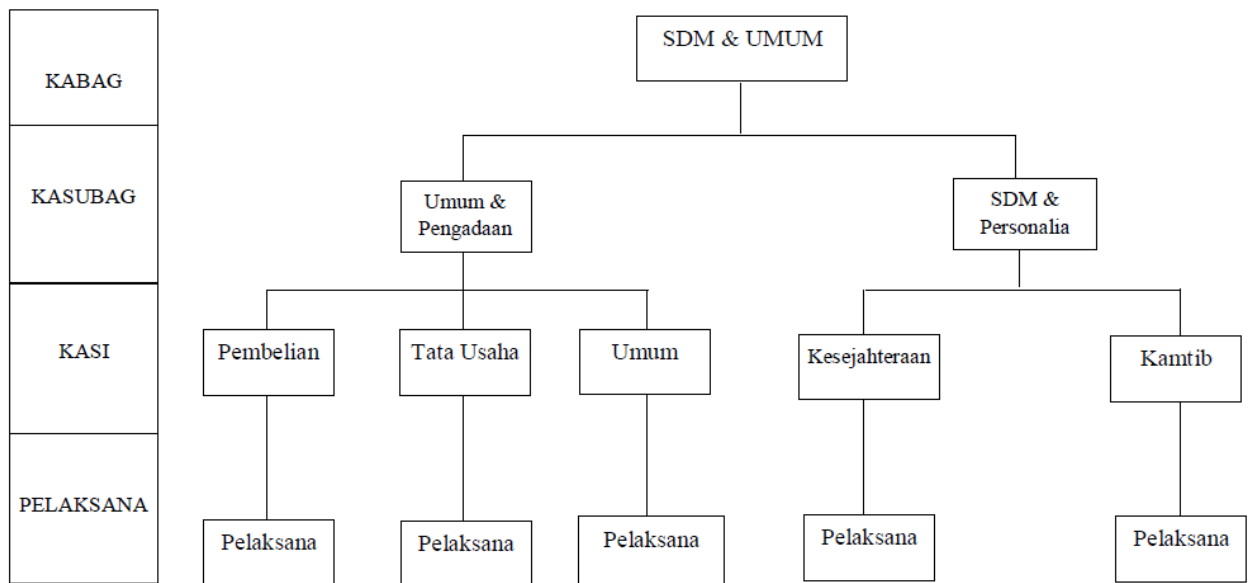 KABAG
SDM & UMUM
KASUBAG
Umum &
Pengadaan
SDM &
Personalia
KASI
Pembelian
Tata Usaha
Umum
Kesejahteraan
Kamtib
PELAKSANA
Pelaksana
Pelaksana
Pelaksana
Pelaksana
Pelaksana